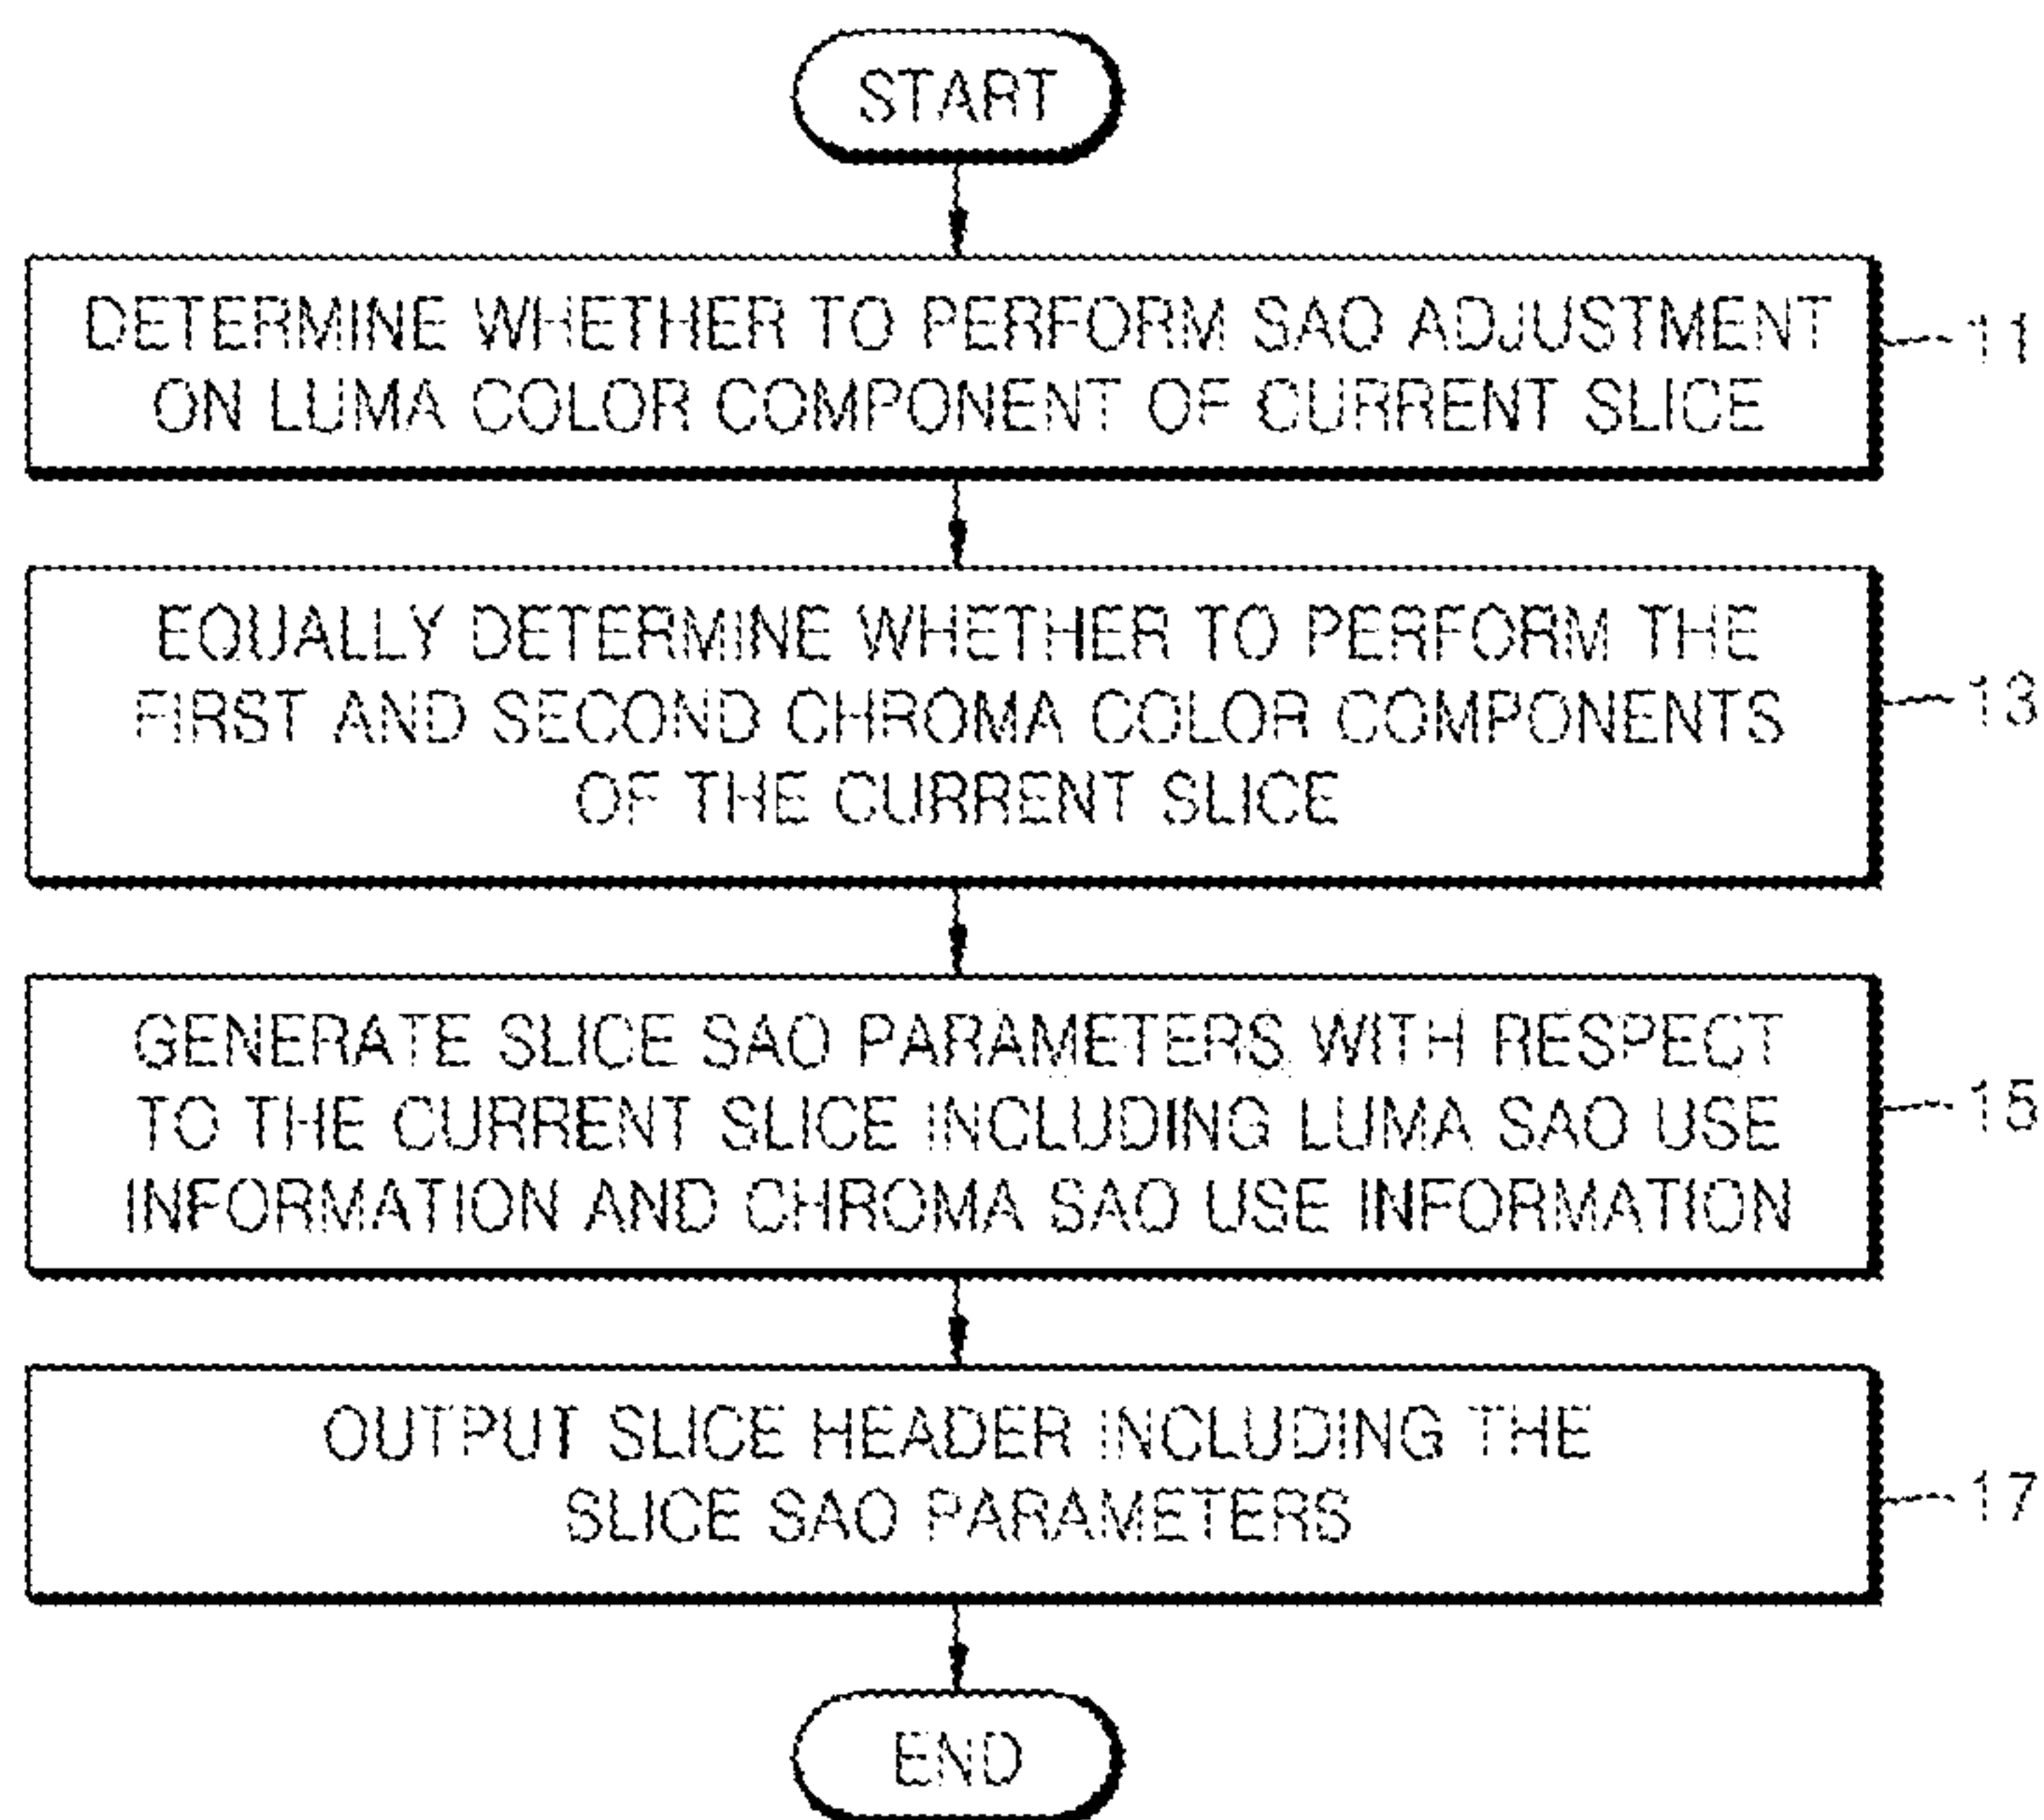 START
DETERMINE WHETHER TO PERFORM SAO ADJUSTMENT
ON LUMA COLOR COMPONENT OF CURRENT SLICE
11
EQUALLY DETERMINE WHETHER TO PERFORM THE
FIRST AND SECOND CHROMA COLOR COMPONENTS
OF THE CURRENT SLICE
13
GENERATE SLICE SAO PARAMETERS WITH RESPECT
TO THE CURRENT SLICE INCLUDING LUMA SAO USE
INFORMATION AND CHROMA SAO USE INFORMATION
15
OUTPUT SLICE HEADER INCLUDING THE
SLICE SAO PARAMETERS
17
END